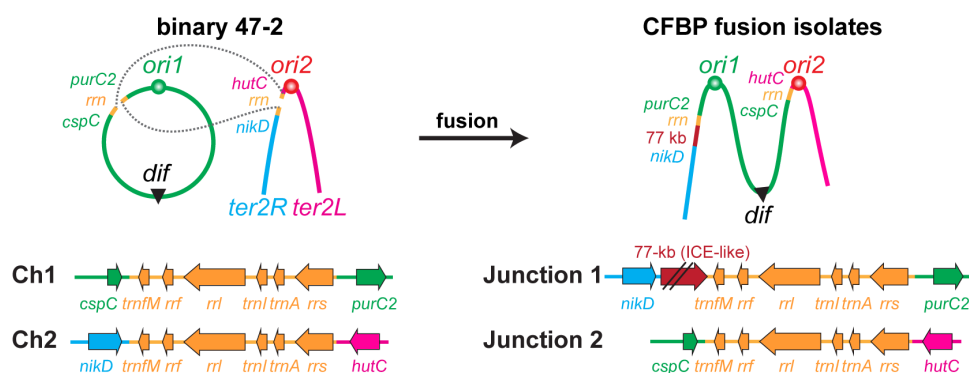 binary 47-2
CFBP fusion isolates
ori1
ori2
purC2
rrn
cspC
hutC
rrn
nikD
dif
ter2R
ter2L
fusion
ori1
ori2
purC2
rrn
77 kb
nikD
hutC
rrn
cspC
dif
Ch1
cspC trnfM rrf rrl trnI trnA rrs purC2
Ch2
nikD trnfM rrf rrl trnI trnA rrs hutC
Junction 1
77-kb (ICE-like)
nikD trnfM rrf rrl trnI trnA rrs purC2
Junction 2
cspC trnfM rrf rrl trnI trnA rrs hutC